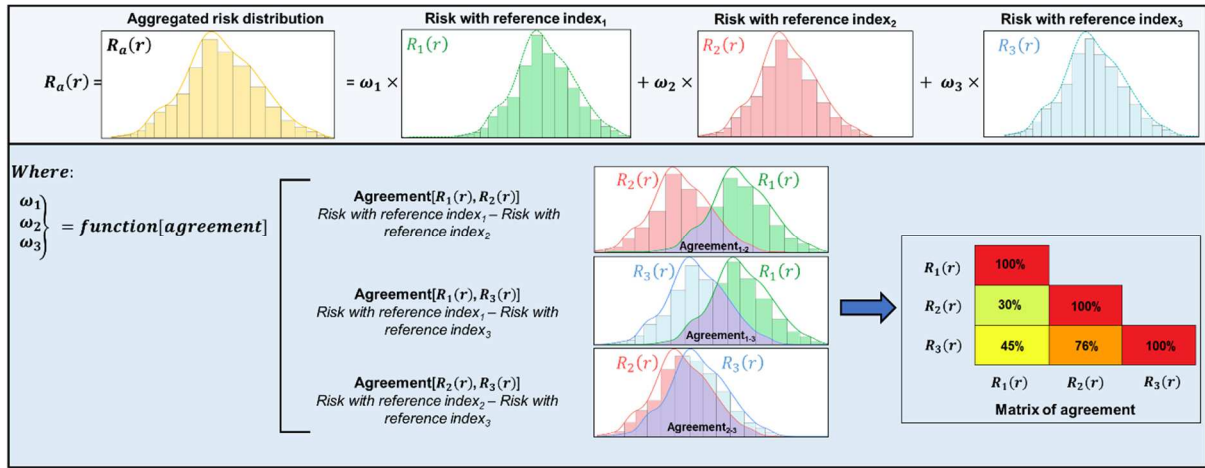 Aggregated risk distribution
Risk with reference index₁
Risk with reference index₂
Risk with reference index₃
Rₐ(r) =
Rₐ(r)
= ω₁ ×
R₁(r)
+ ω₂ ×
R₂(r)
+ ω₃ ×
R₃(r)
Where:
ω₁
ω₂
ω₃
} = function[agreement]
Agreement[R₁(r), R₂(r)]
Risk with reference index₁ – Risk with
reference index₂
R₂(r)
R₁(r)
Agreement₁₋₂
Agreement[R₁(r), R₃(r)]
Risk with reference index₁ – Risk with
reference index₃
R₃(r)
R₁(r)
Agreement₁₋₃
Agreement[R₂(r), R₃(r)]
Risk with reference index₂ – Risk with
reference index₃
R₂(r)
R₃(r)
Agreement₂₋₃
R₁(r) 100%
R₂(r) 30% 100%
R₃(r) 45% 76% 100%
R₁(r) R₂(r) R₃(r)
Matrix of agreement